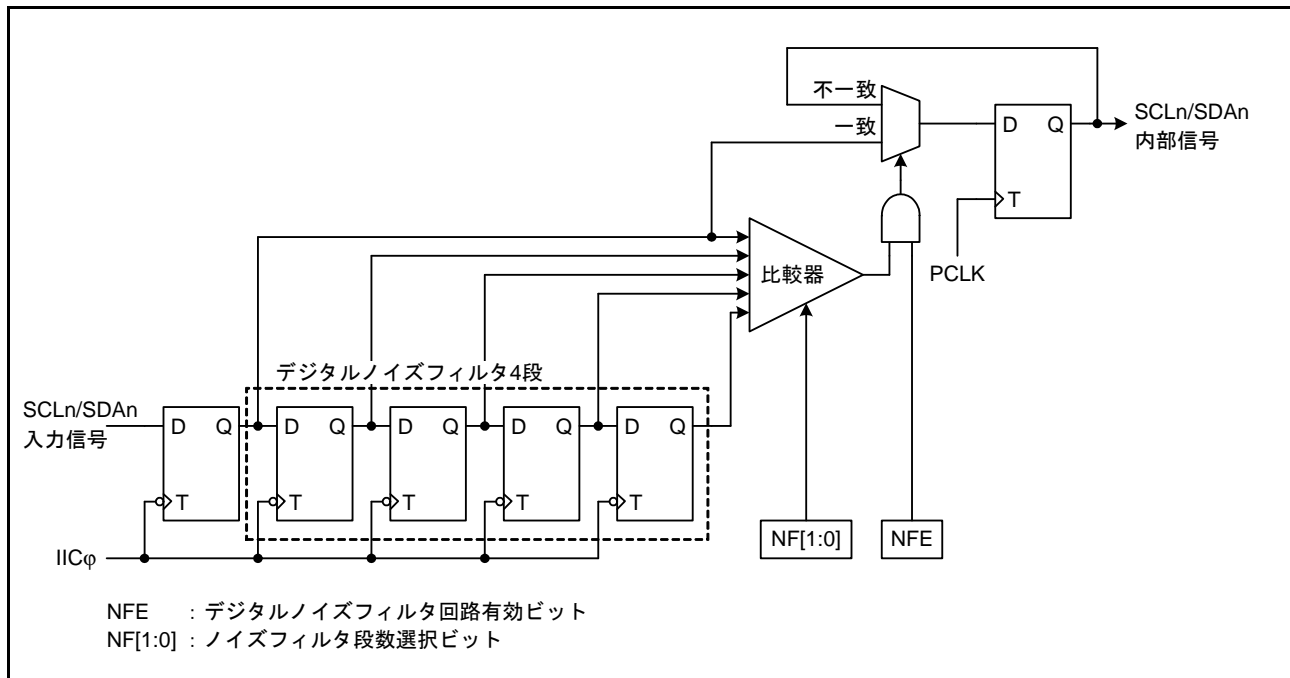 不一致
一致
D Q
T
SCLn/SDAn
内部信号
PCLK
比較器
デジタルノイズフィルタ4段
SCLn/SDAn
入力信号
D Q
T
D Q
T
D Q
T
D Q
T
D Q
T
IICφ
NF[1:0]
NFE
NFE : デジタルノイズフィルタ回路有効ビット
NF[1:0] : ノイズフィルタ段数選択ビット